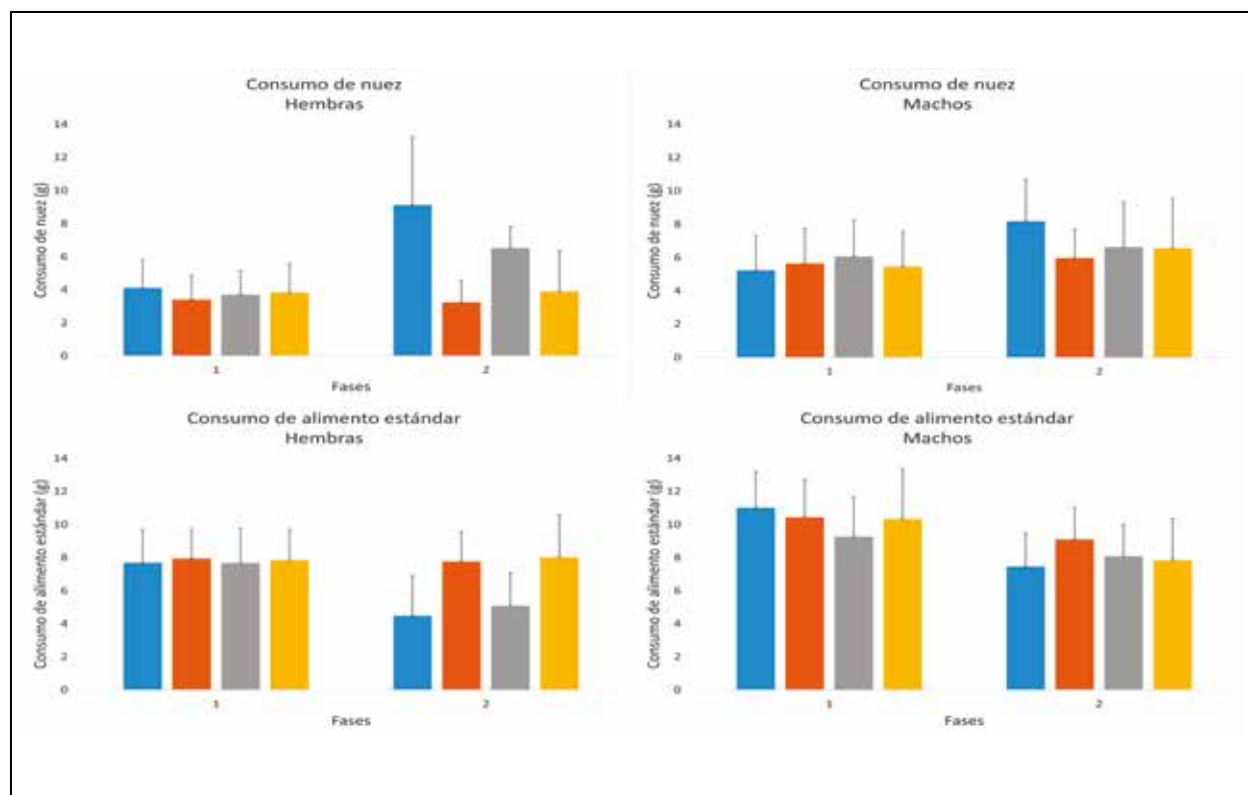 Consumo de nuez
Hembras
Consumo de nuez (g)
14
12
10
8
6
4
2
0
1
2
Fases
Consumo de nuez
Machos
Consumo de nuez (g)
14
12
10
8
6
4
2
0
1
2
Fases
Consumo de alimento estándar
Hembras
Consumo de alimento estándar (g)
14
12
10
8
6
4
2
0
1
2
Fases
Consumo de alimento estándar
Machos
Consumo de alimento estándar (g)
14
12
10
8
6
4
2
0
1
2
Fases